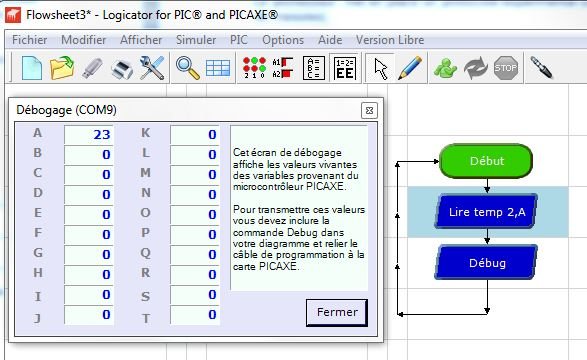 Flowsheet3* - Logicator for PIC® and PICAXE®
Fichier Modifier Afficher Simuler PIC Options Aide Version Libre
Débogage (COM9)
A 23 K 0
B 0 L 0
C 0 M 0
D 0 N 0
E 0 O 0
F 0 P 0
G 0 Q 0
H 0 R 0
I 0 S 0
J 0 T 0
Cet écran de débogage
affiche les valeurs vivantes
des variables provenant du
microcontrôleur PICAXE.
Pour transmettre ces valeurs
vous devez inclure la
commande Debug dans
votre diagramme et relier le
câble de programmation à la
carte PICAXE.
Fermer
Début
Lire temp 2,A
Débug
STOP